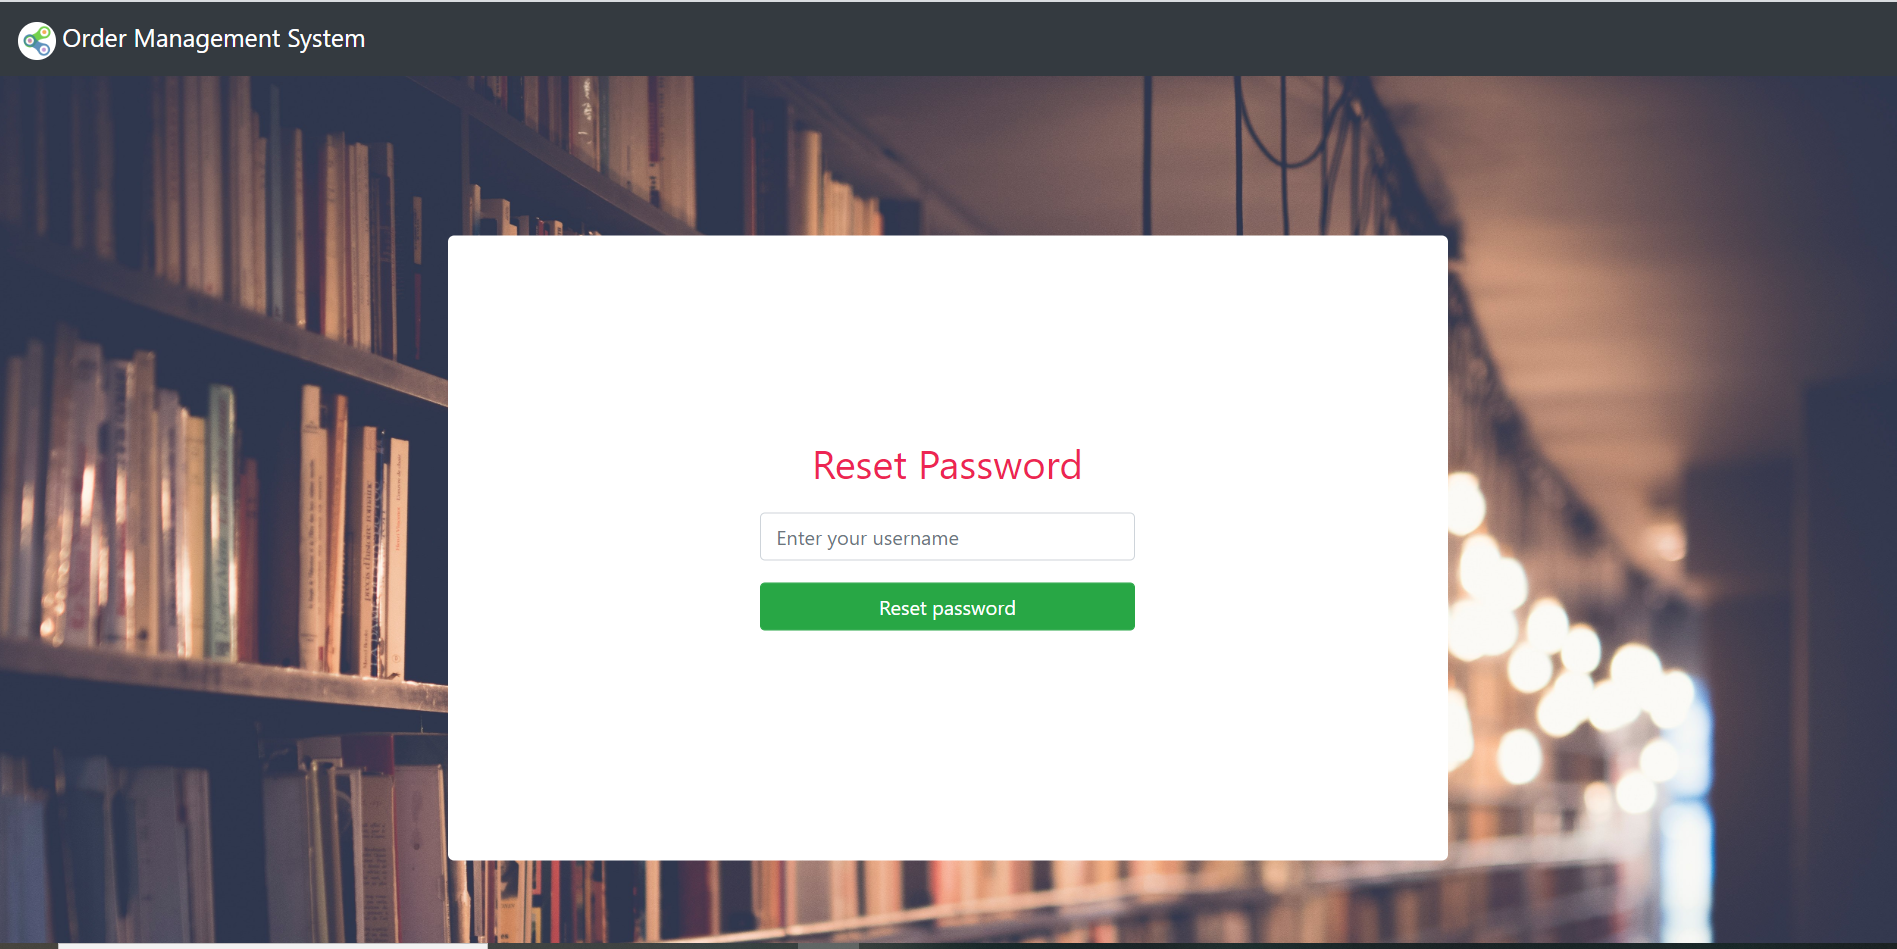 Order Management System
Reset Password
Enter your username
Reset password